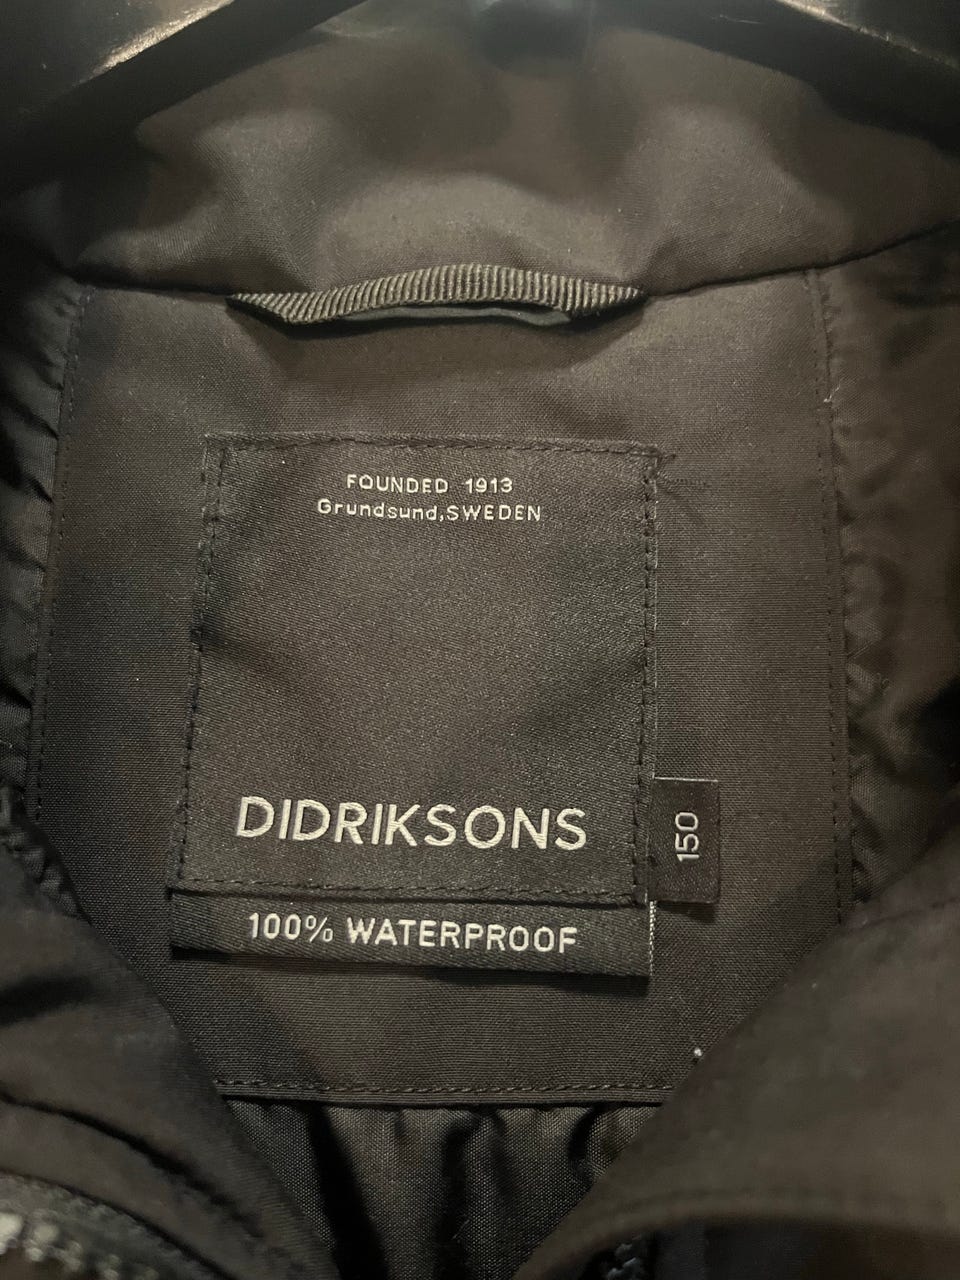 FOUNDED 1913
Grundsund,SWEDEN
DIDRIKSONS
150
100% WATERPROOF